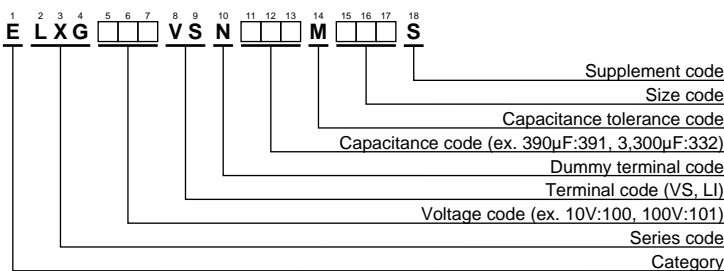 1 2 3 4 5 6 7 8 9 10 11 12 13 14 15 16 17 18
E L X G □□□ V S N □□□ M □□□ S
Supplement code
Size code
Capacitance tolerance code
Capacitance code (ex. 390µF:391, 3,300µF:332)
Dummy terminal code
Terminal code (VS, LI)
Voltage code (ex. 10V:100, 100V:101)
Series code
Category